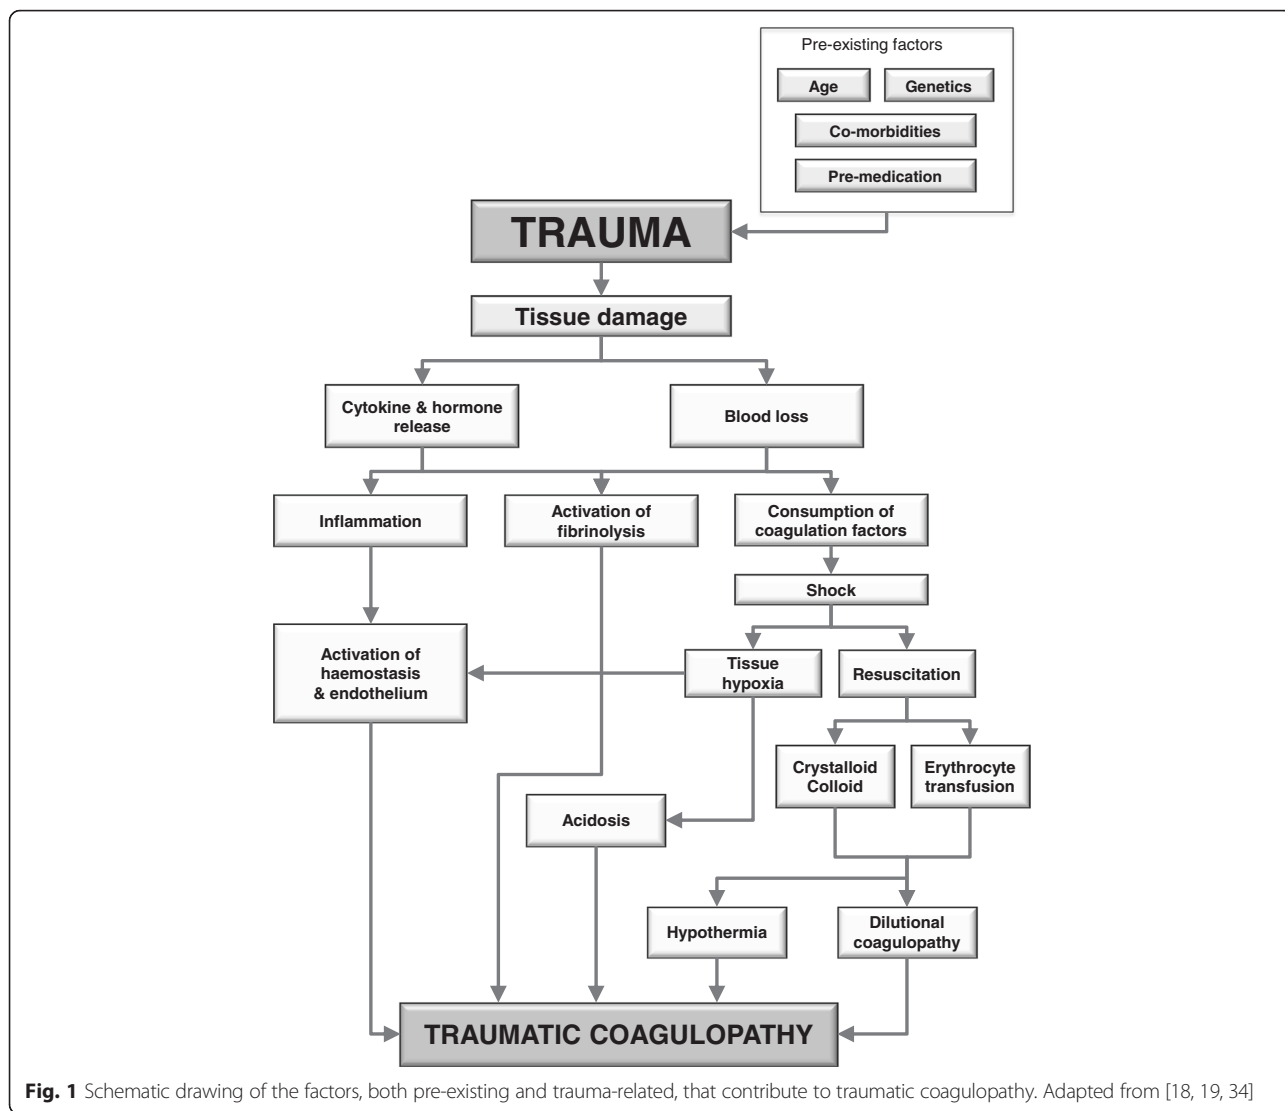 Pre-existing factors
Age
Genetics
Co-morbidities
Pre-medication
TRAUMA
Tissue damage
Cytokine & hormone
release
Blood loss
Inflammation
Activation of
fibrinolysis
Consumption of
coagulation factors
Shock
Activation of
haemostasis
& endothelium
Tissue
hypoxia
Resuscitation
Crystalloid
Colloid
Erythrocyte
transfusion
Acidosis
Hypothermia
Dilutional
coagulopathy
TRAUMATIC COAGULOPATHY
Fig. 1 Schematic drawing of the factors, both pre-existing and trauma-related, that contribute to traumatic coagulopathy. Adapted from [18, 19, 34]